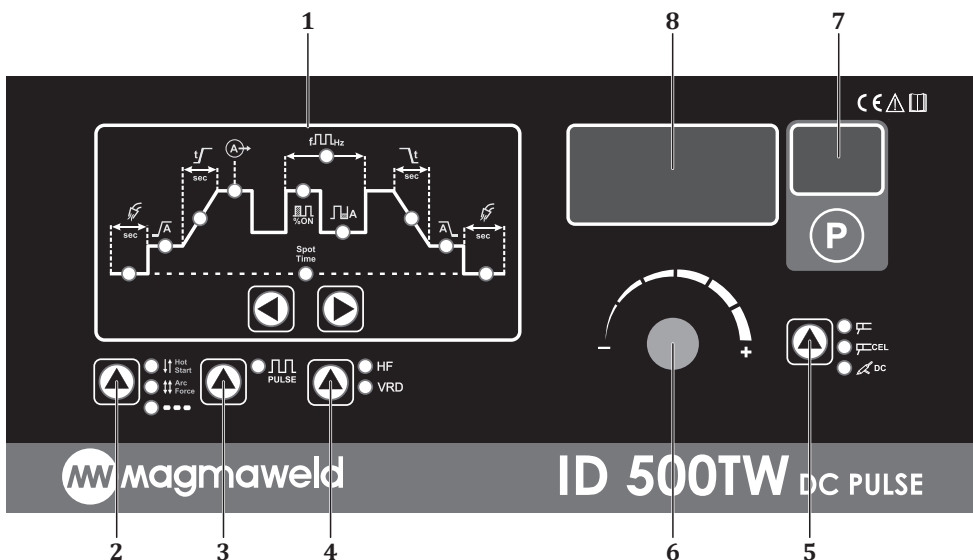 1
8
7
CE
t
sec
A
f Hz
t
sec
sec
A
%ON
A
A
sec
Spot
Time
P
Hot
Start
Arc
Force
PULSE
HF
VRD
-
+
CEL
DC
magmaweld
ID 500TW DC PULSE
2
3
4
6
5